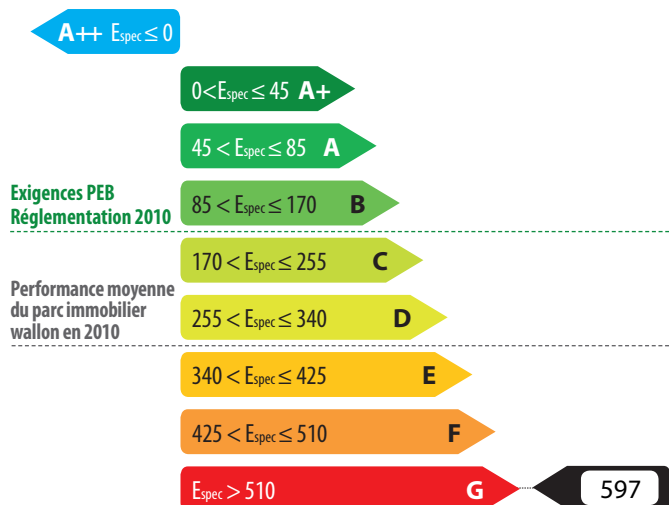 A++ Espec ≤ 0
0<Espec ≤ 45 A+
45 < Espec ≤ 85 A
Exigences PEB
Réglementation 2010
85 < Espec ≤ 170 B
170 < Espec ≤ 255 C
Performance moyenne
du parc immobilier
wallon en 2010
255 < Espec ≤ 340 D
340 < Espec ≤ 425 E
425 < Espec ≤ 510 F
Espec > 510 G 597